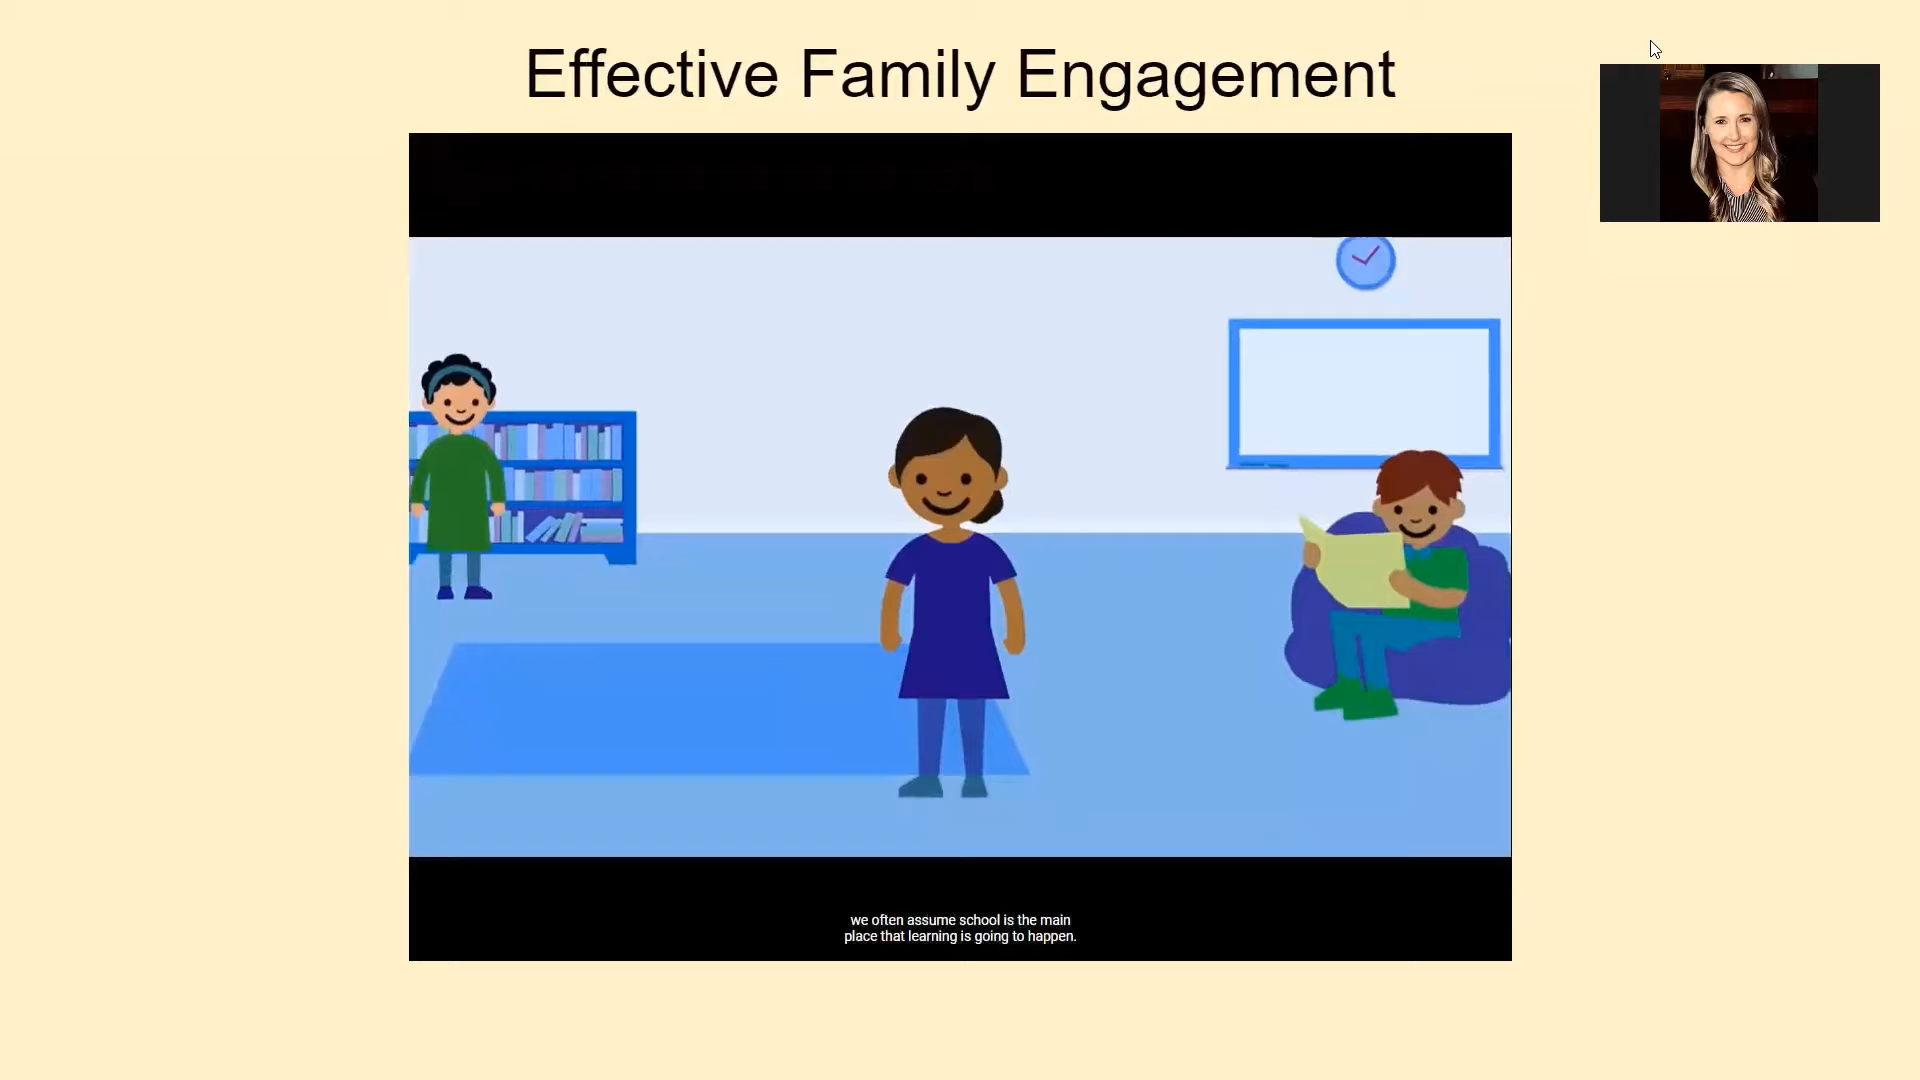 Effective Family Engagement
we often assume school is the main
place that learning is going to happen.